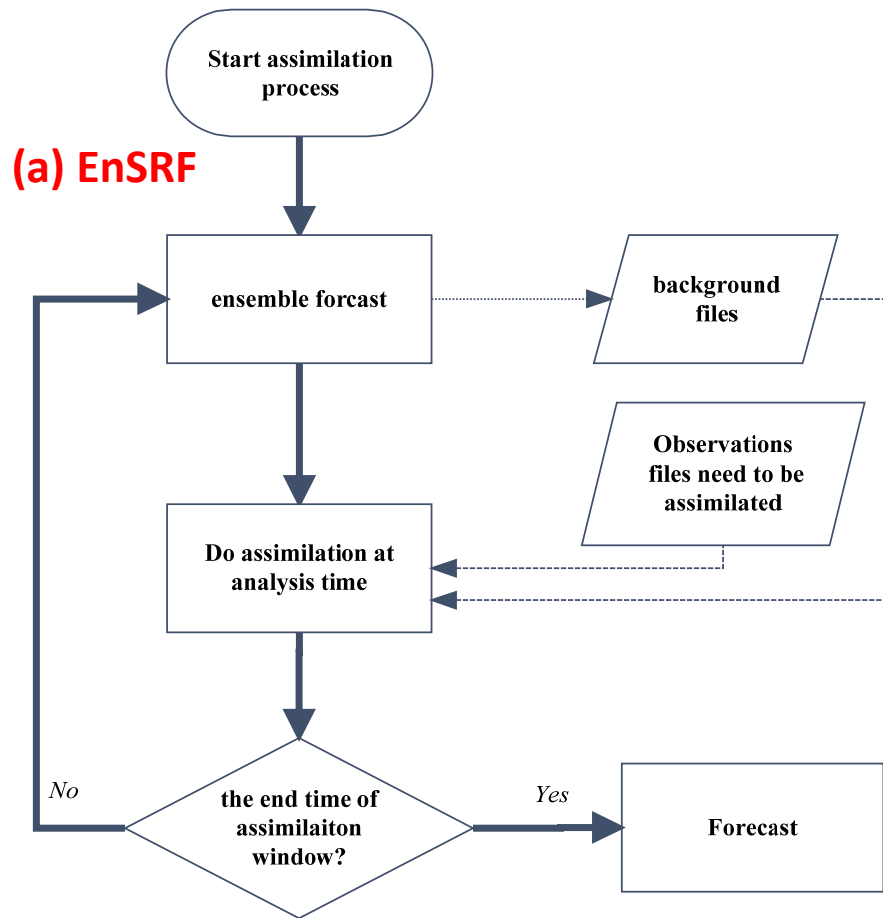 Start assimilation
process
(a) EnSRF
ensemble forcast
background
files
Observations
files need to be
assimilated
Do assimilation at
analysis time
No
the end time of
assimilaiton
window?
Yes
Forecast